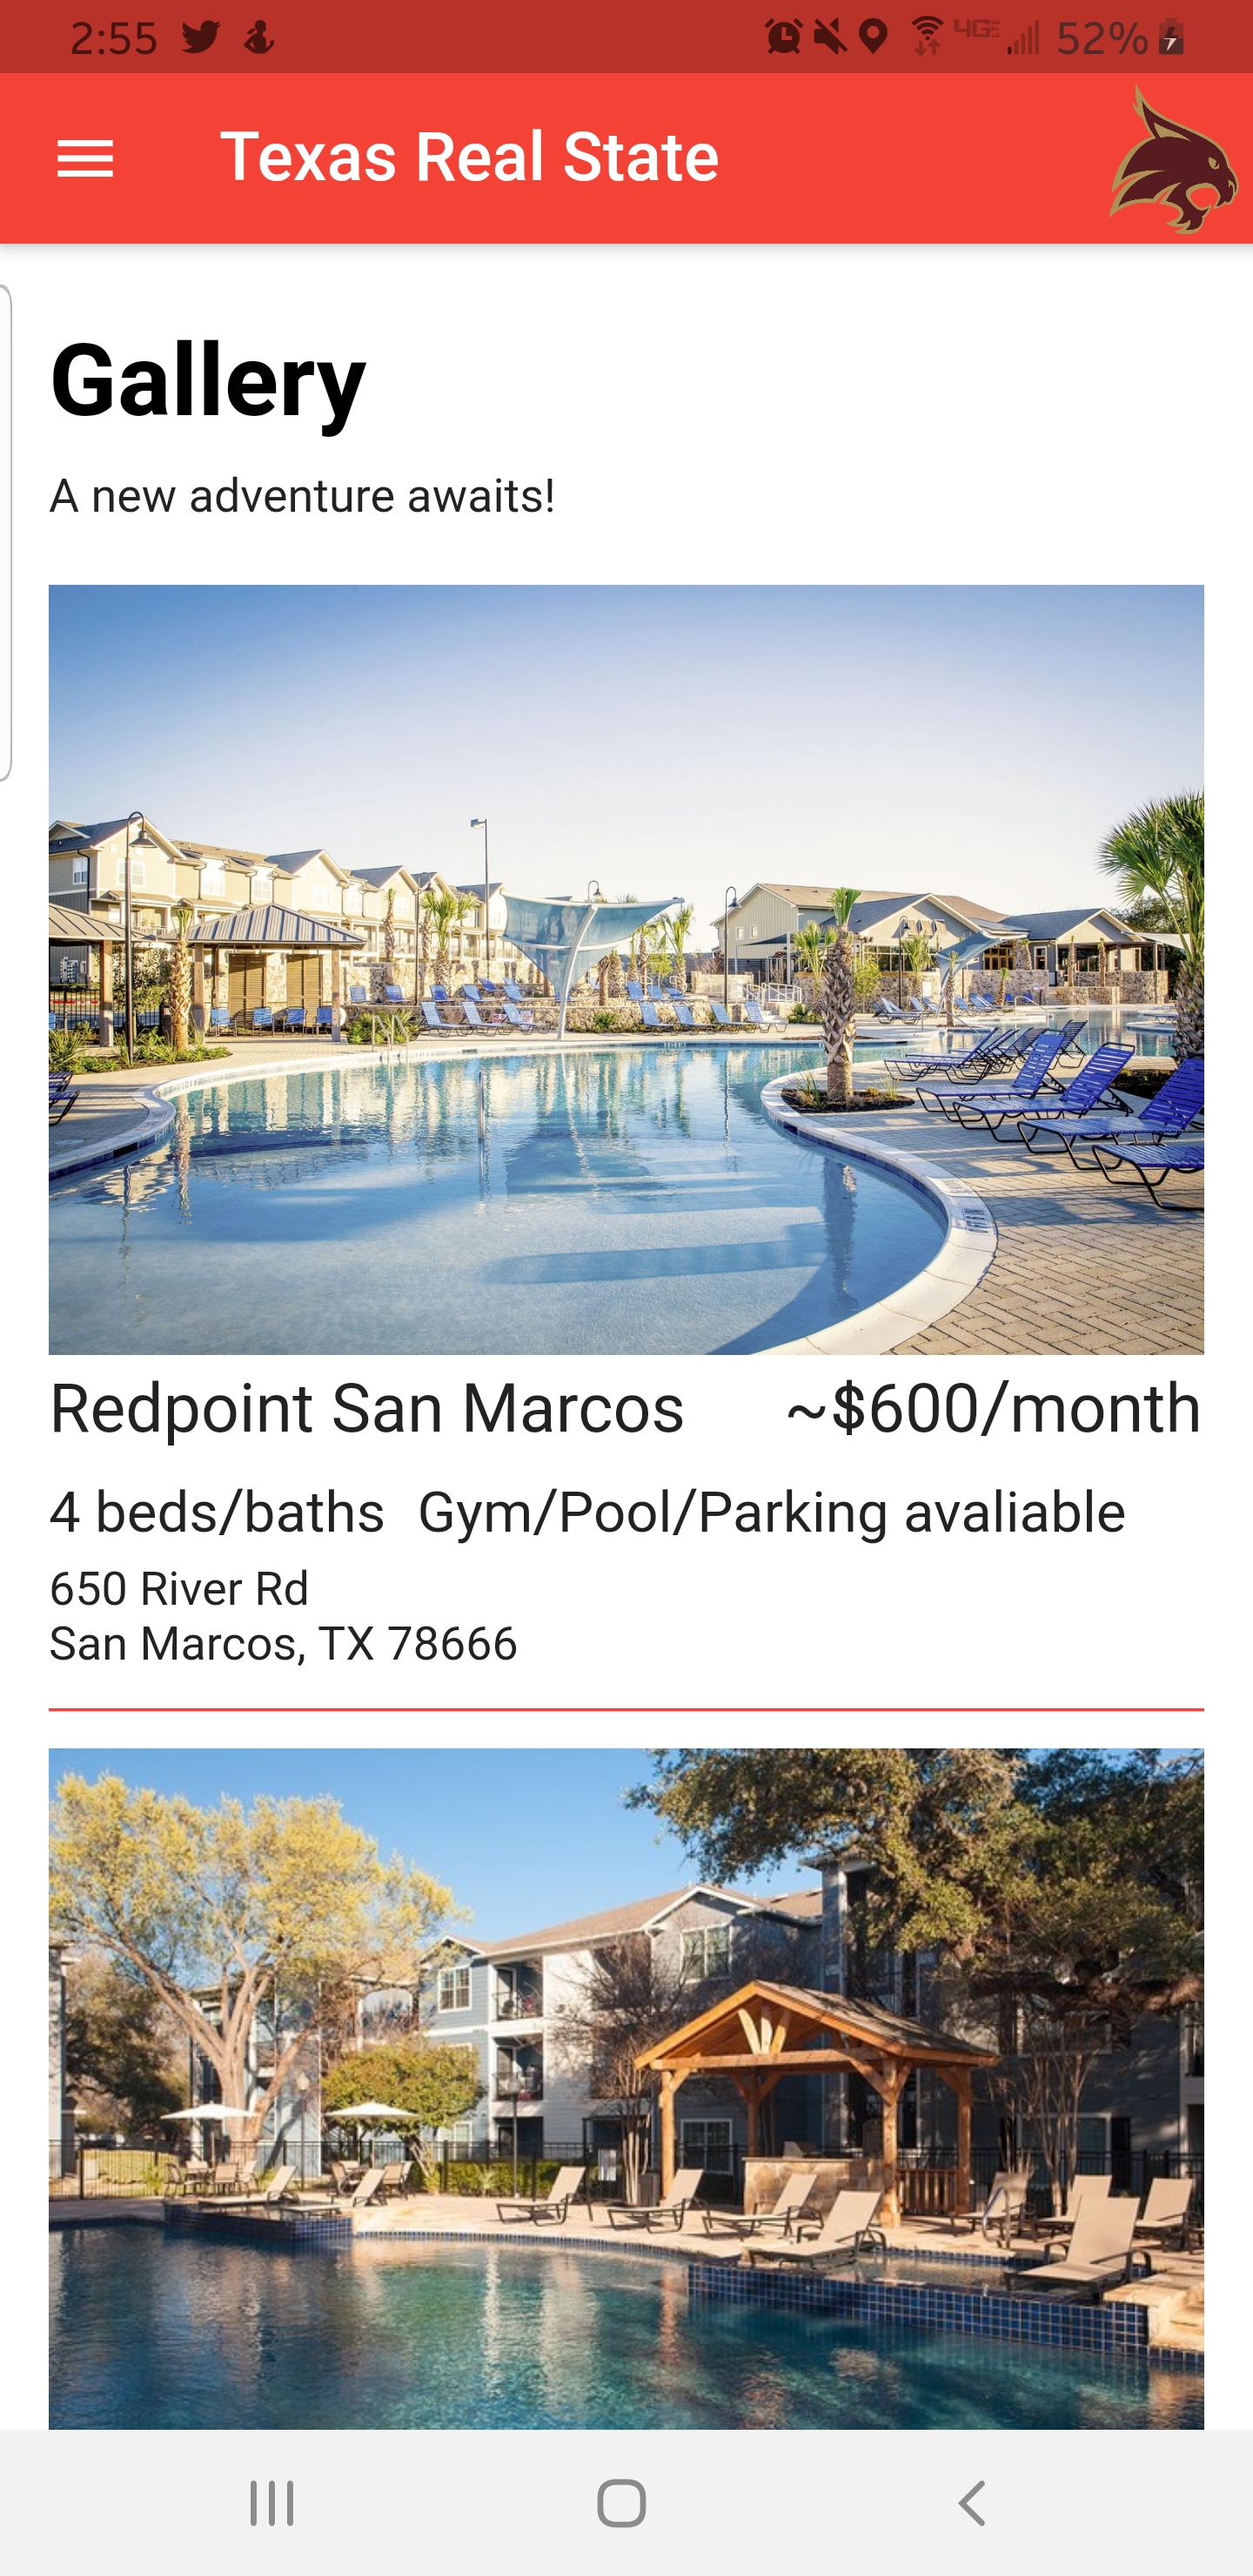 2:55 4GE 52%
Texas Real State
Gallery
A new adventure awaits!
Redpoint San Marcos ~$600/month
4 beds/baths Gym/Pool/Parking avaliable
650 River Rd
San Marcos, TX 78666